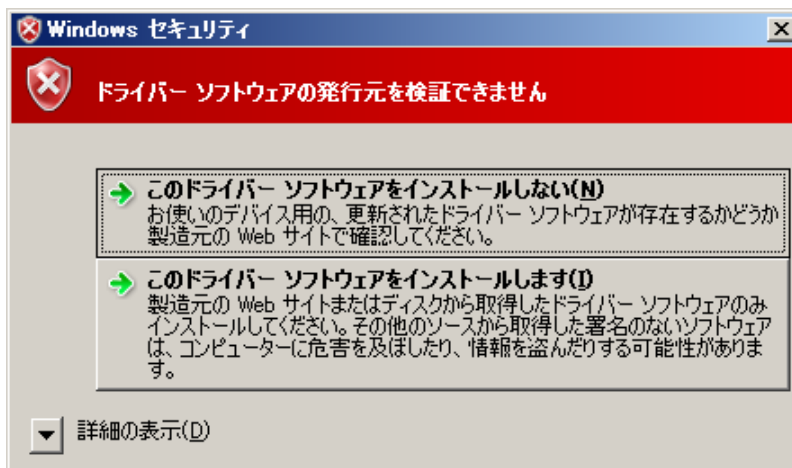 Windows セキュリティ
ドライバー ソフトウェアの発行元を検証できません
このドライバー ソフトウェアをインストールしない(N)
お使いのデバイス用の、更新されたドライバー ソフトウェアが存在するかどうか
製造元の Web サイトで確認してください。
このドライバー ソフトウェアをインストールします(I)
製造元の Web サイトまたはディスクから取得したドライバー ソフトウェアのみ
インストールしてください。その他のソースから取得した署名のないソフトウェア
は、コンピューターに危害を及ぼしたり、情報を盗んだりする可能性がありま
す。
詳細の表示(D)